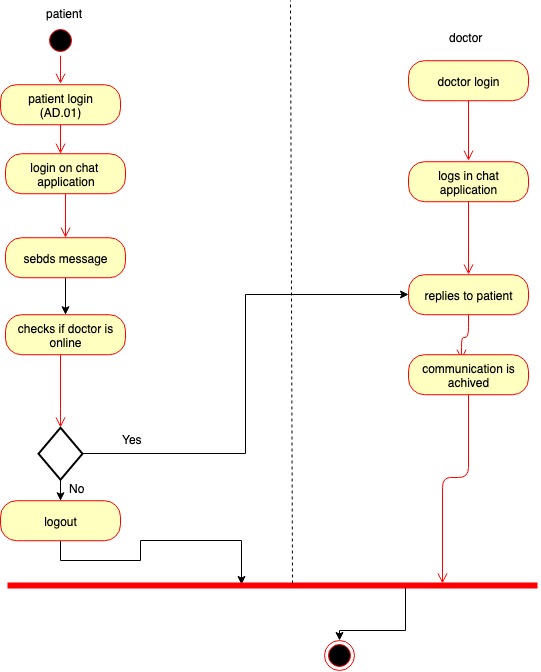 patient
patient login
(AD.01)
login on chat
application
sebds message
checks if doctor is
online
Yes
No
logout
doctor
doctor login
logs in chat
application
replies to patient
communication is
achived